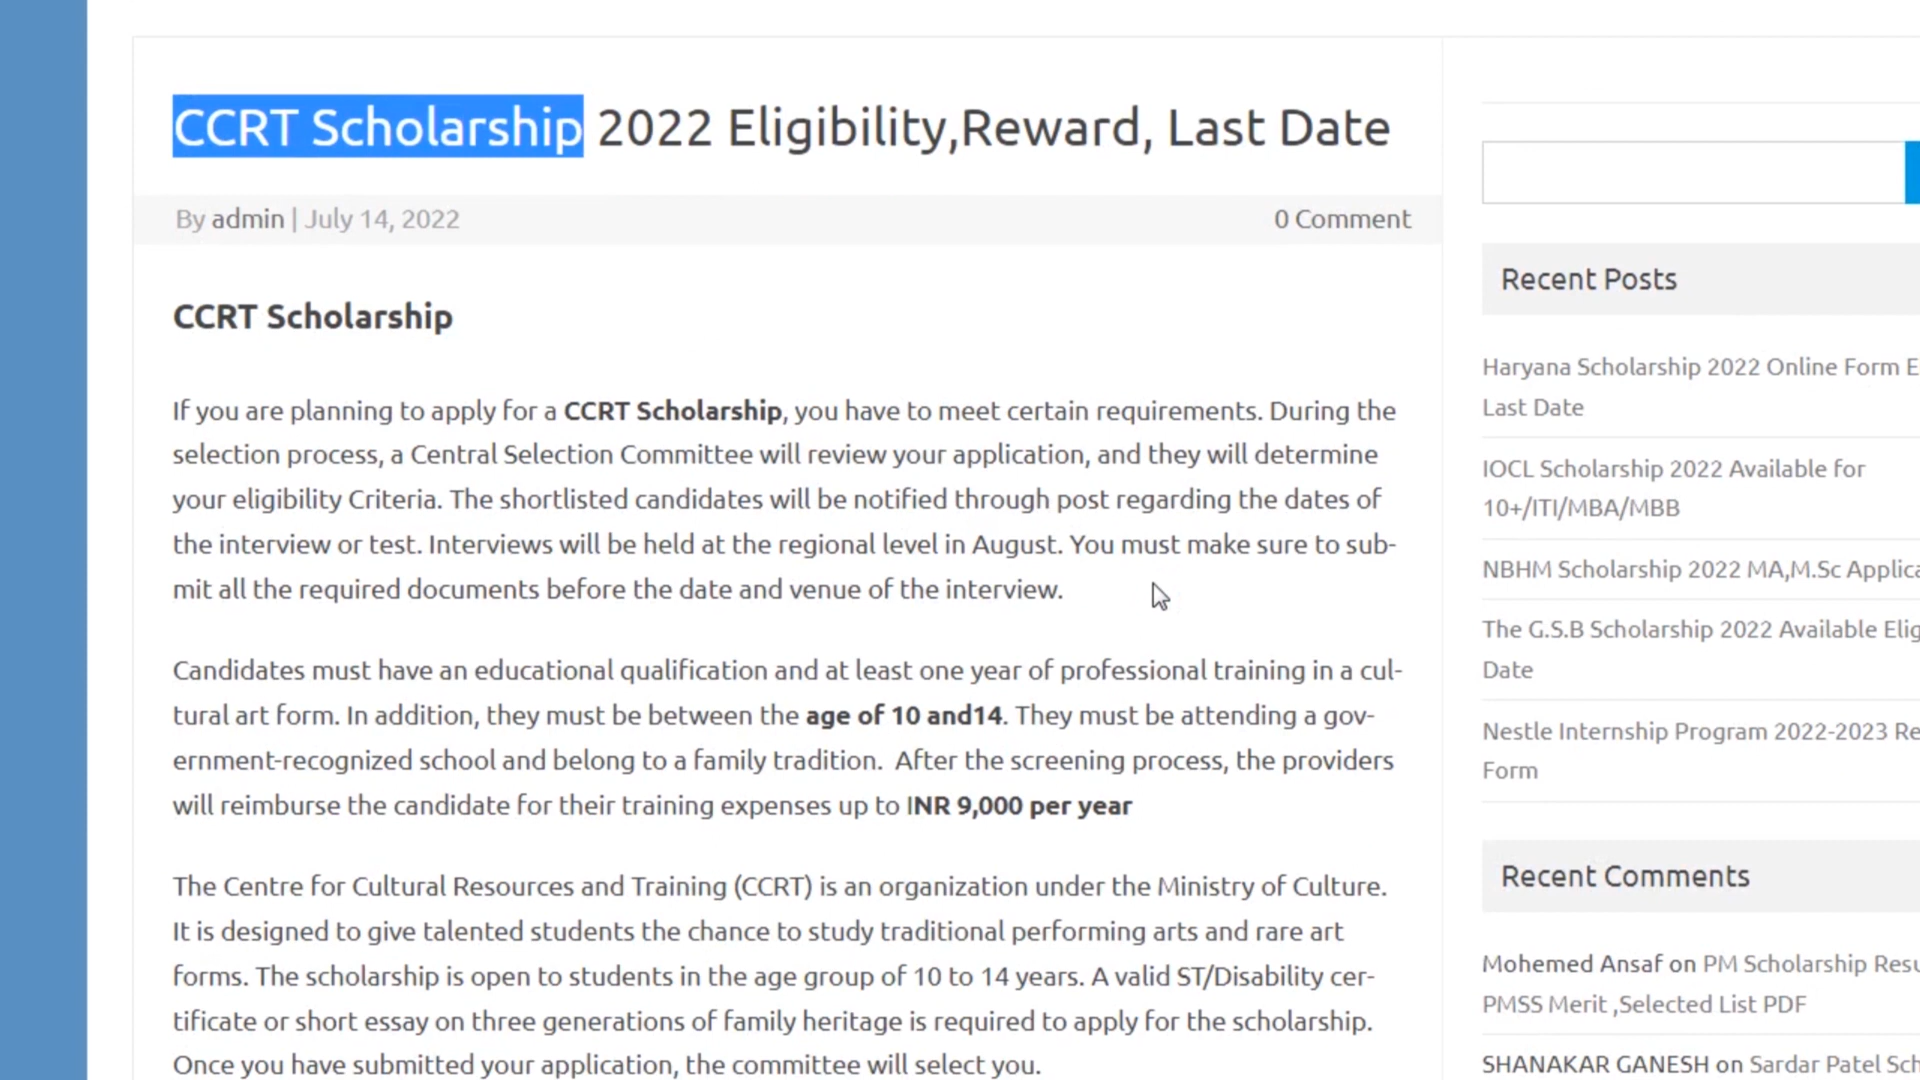 CCRT Scholarship 2022 Eligibility,Reward, Last Date
By admin | July 14, 2022
0 Comment
CCRT Scholarship
If you are planning to apply for a CCRT Scholarship, you have to meet certain requirements. During the
selection process, a Central Selection Committee will review your application, and they will determine
your eligibility Criteria. The shortlisted candidates will be notified through post regarding the dates of
the interview or test. Interviews will be held at the regional level in August. You must make sure to sub-
mit all the required documents before the date and venue of the interview.
Candidates must have an educational qualification and at least one year of professional training in a cul-
tural art form. In addition, they must be between the age of 10 and14. They must be attending a gov-
ernment-recognized school and belong to a family tradition.  After the screening process, the providers
will reimburse the candidate for their training expenses up to INR 9,000 per year
The Centre for Cultural Resources and Training (CCRT) is an organization under the Ministry of Culture.
It is designed to give talented students the chance to study traditional performing arts and rare art
forms. The scholarship is open to students in the age group of 10 to 14 years. A valid ST/Disability cer-
tificate or short essay on three generations of family heritage is required to apply for the scholarship.
Once you have submitted your application, the committee will select you.
Recent Posts
Haryana Scholarship 2022 Online Form
Last Date
IOCL Scholarship 2022 Available for
10+/ITI/MBA/MBB
NBHM Scholarship 2022 MA,M.Sc
The G.S.B Scholarship 2022 Available
Date
Nestle Internship Program 2022-2023
Form
Recent Comments
Mohemed Ansaf on PM Scholarship
PMSS Merit ,Selected List PDF
SHANAKAR GANESH on Sardar Patel